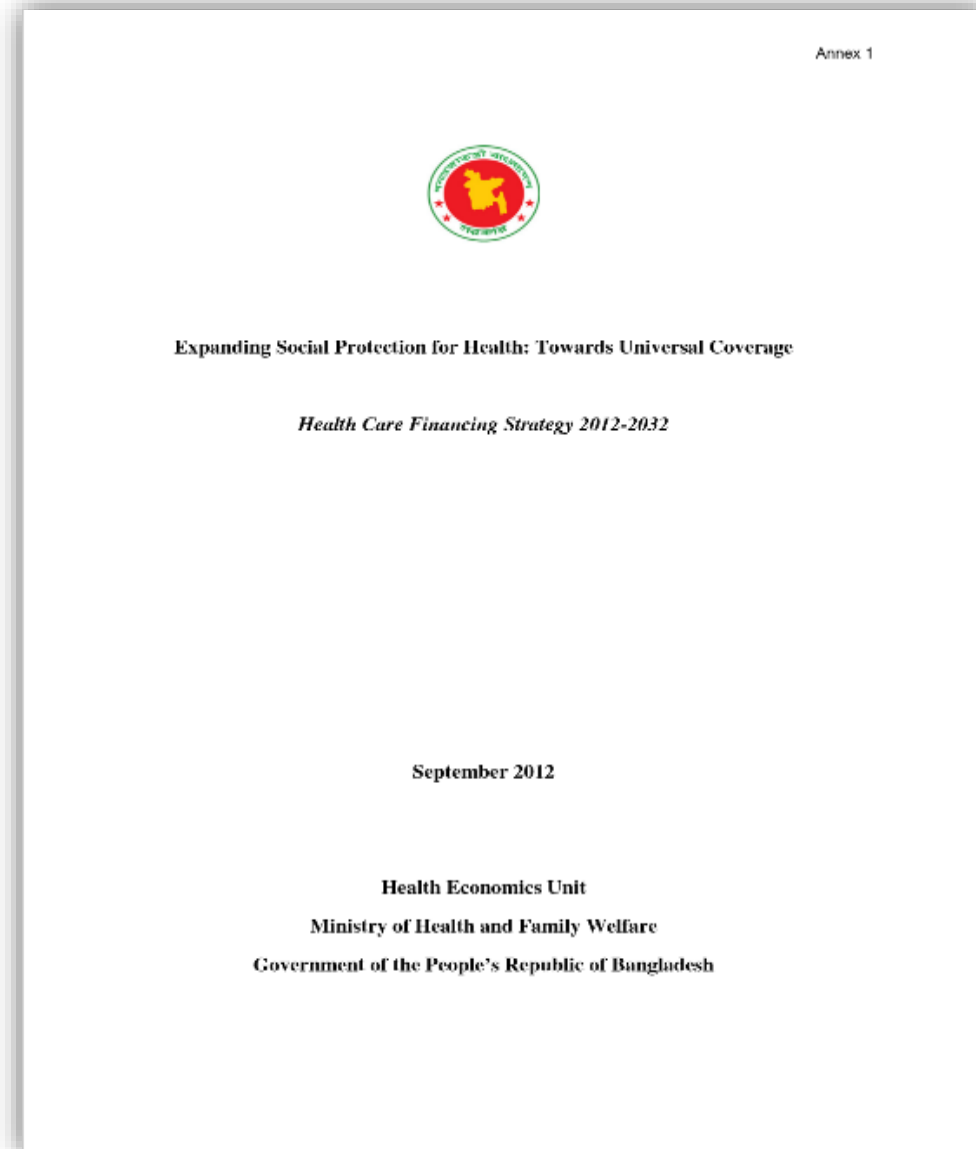 Annex 1
Expanding Social Protection for Health: Towards Universal Coverage
Health Care Financing Strategy 2012-2032
September 2012
Health Economics Unit
Ministry of Health and Family Welfare
Government of the People's Republic of Bangladesh